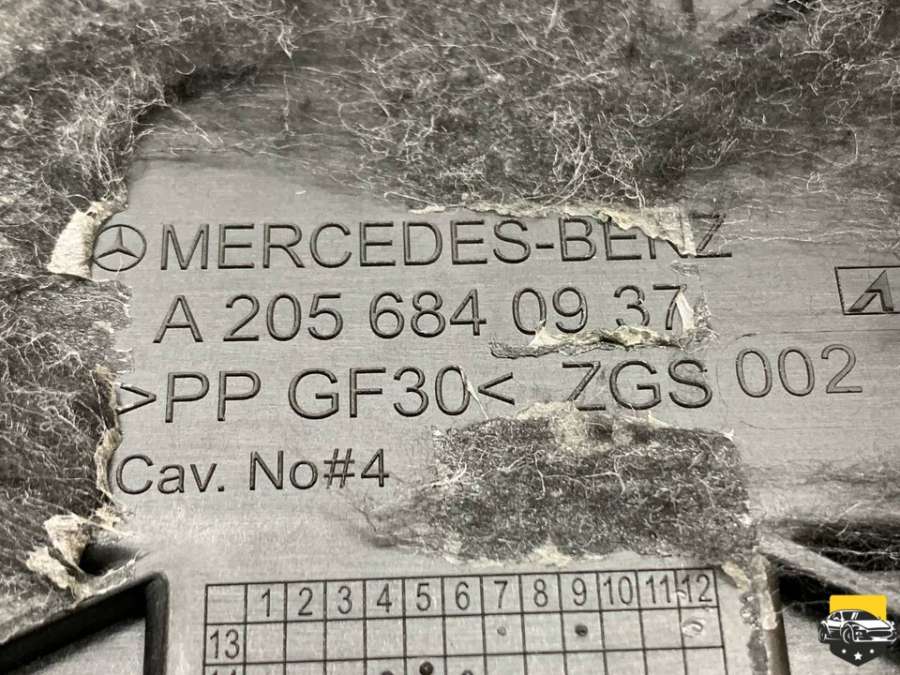 MERCEDES-BENZ
A 205 684 09 37
>PP GF30< ZGS 002
Cav. No#4
1 2 3 4 5 6 7 8 9 10 11 12
13